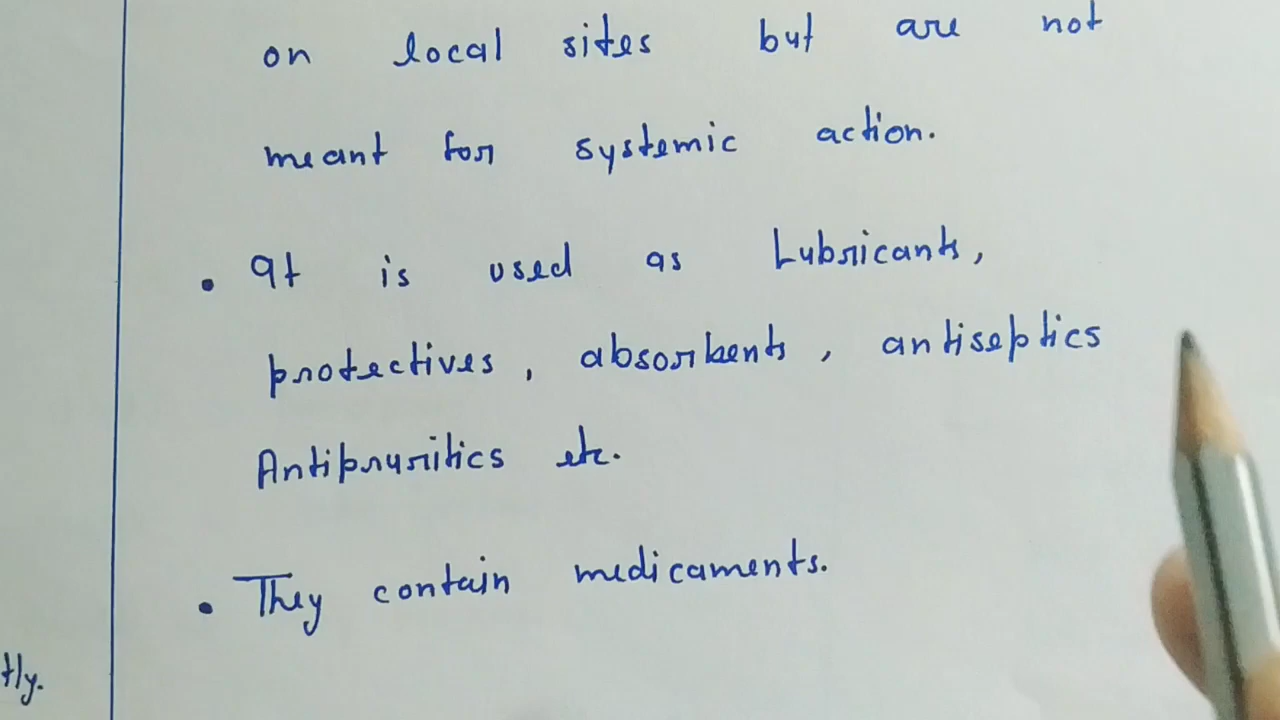 on local sites but are not
meant for systemic action.
• It is used as Lubricants,
protectives, absorbents, antiseptics
Antipruritics etc.
• They contain medicaments.
tly.